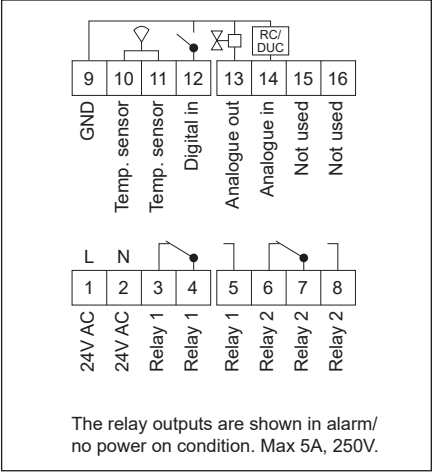 RC/
DUC
9 10 11 12 13 14 15 16
GND
Temp. sensor
Temp. sensor
Digital in
Analogue out
Analogue in
Not used
Not used
L N
1 2 3 4 5 6 7 8
24V AC
24V AC
Relay 1
Relay 1
Relay 1
Relay 2
Relay 2
Relay 2
The relay outputs are shown in alarm/
no power on condition. Max 5A, 250V.